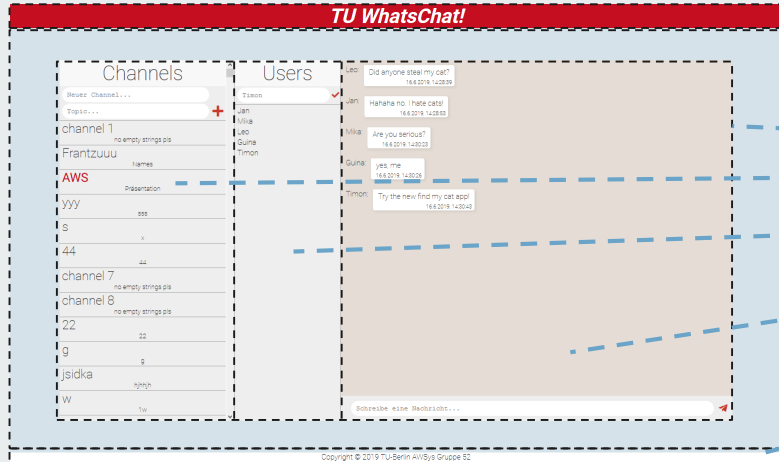 TU WhatsChat!
Channels
Neuer Channel...
Topic...
channel 1
no empty strings pls
Frantzuuu
Names
AWS
Präsentation
yyy
sss
s
x
44
44
channel 7
no empty strings pls
channel 8
no empty strings pls
22
22
g
g
jsidka
hjhhjh
w
1w
Users
Timon
Jan
Mika
Leo
Guina
Timon
Leo:
Did anyone steal my cat?
16.6.2019, 14:28:39
Jan:
Hahaha no, I hate cats!
16.6.2019, 14:28:53
Mika:
Are you serious?
16.6.2019, 14:30:23
Guina:
yes, me
16.6.2019, 14:30:26
Timon:
Try the new find my cat app!
16.6.2019, 14:30:43
Schreibe eine Nachricht...
Copyright © 2019 TU-Berlin AWSys Gruppe 52